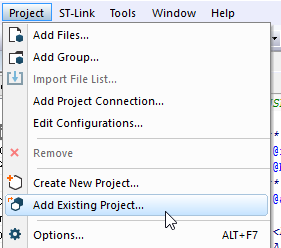 Project ST-Link Tools Window Help
Add Files...
Add Group...
Import File List...
Add Project Connection...
Edit Configurations...
Remove
Create New Project...
Add Existing Project...
Options... ALT+F7